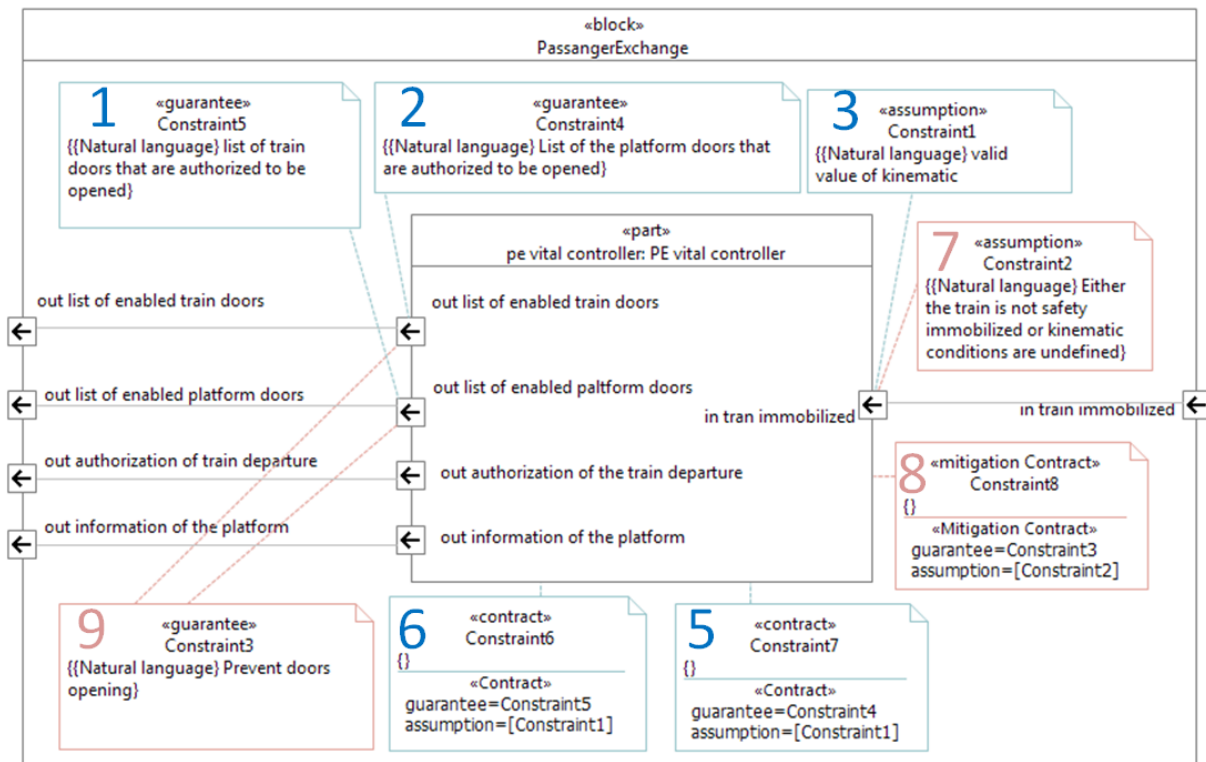 «block»
PassangerExchange
1
«guarantee»
Constraint5
{{Natural language} list of train
doors that are authorized to be
opened}
2
«guarantee»
Constraint4
{{Natural language} List of the platform doors that
are authorized to be opened}
3
«assumption»
Constraint1
{{Natural language} valid
value of kinematic
«part»
pe vital controller: PE vital controller
7
«assumption»
Constraint2
{{Natural language} Either
the train is not safety
immobilized or kinematic
conditions are undefined}
out list of enabled train doors
out list of enabled train doors
out list of enabled platform doors
out list of enabled paltform doors
in tran immobilized
in train immobilized
out authorization of train departure
out authorization of the train departure
out information of the platform
out information of the platform
8
«mitigation Contract»
Constraint8
{}
«Mitigation Contract»
guarantee=Constraint3
assumption=[Constraint2]
9
«guarantee»
Constraint3
{{Natural language} Prevent doors
opening}
6
«contract»
Constraint6
{}
«Contract»
guarantee=Constraint5
assumption=[Constraint1]
5
«contract»
Constraint7
{}
«Contract»
guarantee=Constraint4
assumption=[Constraint1]